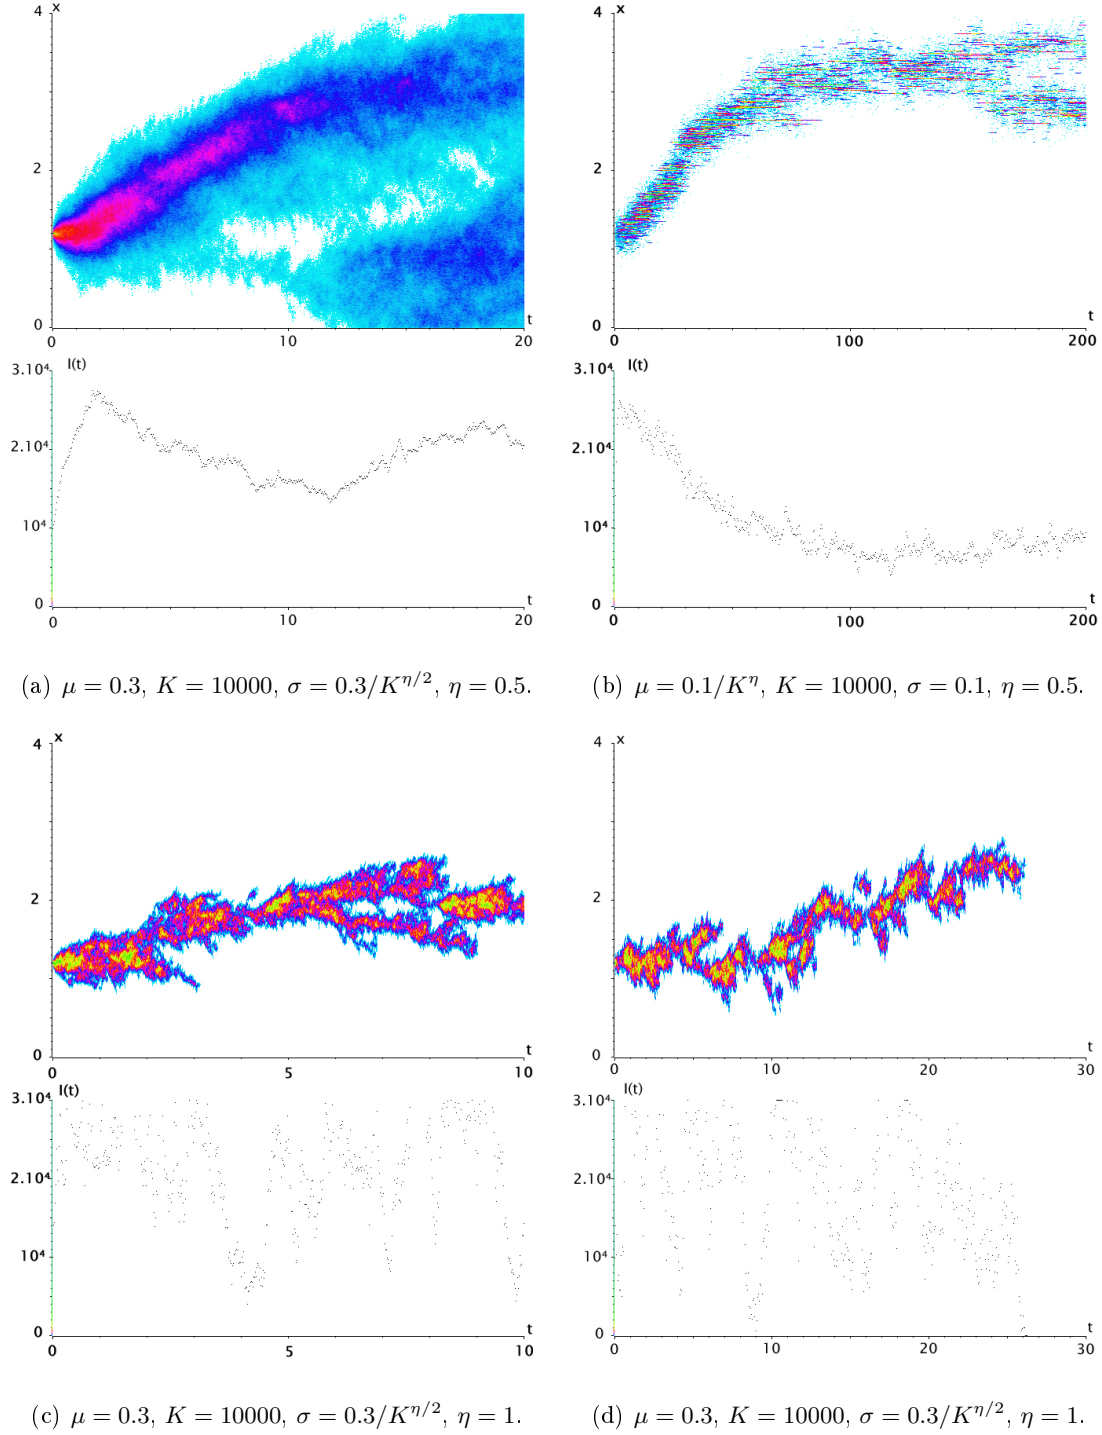 x
4
2
0
0
10
20
t
x
4
3
2
0
0
100
200
t
I(t)
3.10⁴
2.10⁴
10⁴
0
0
10
20
t
I(t)
3.10⁴
2.10⁴
10⁴
0
0
100
200
t
(a) μ = 0.3, K = 10000, σ = 0.3/K^{η/2}, η = 0.5.
(b) μ = 0.1/K^η, K = 10000, σ = 0.1, η = 0.5.
x
4
2
0
0
5
10
t
x
4
2
0
0
10
20
30
t
I(t)
3.10⁴
2.10⁴
10⁴
0
0
5
10
t
I(t)
3.10⁴
2.10⁴
10⁴
0
0
10
20
30
t
(c) μ = 0.3, K = 10000, σ = 0.3/K^{η/2}, η = 1.
(d) μ = 0.3, K = 10000, σ = 0.3/K^{η/2}, η = 1.